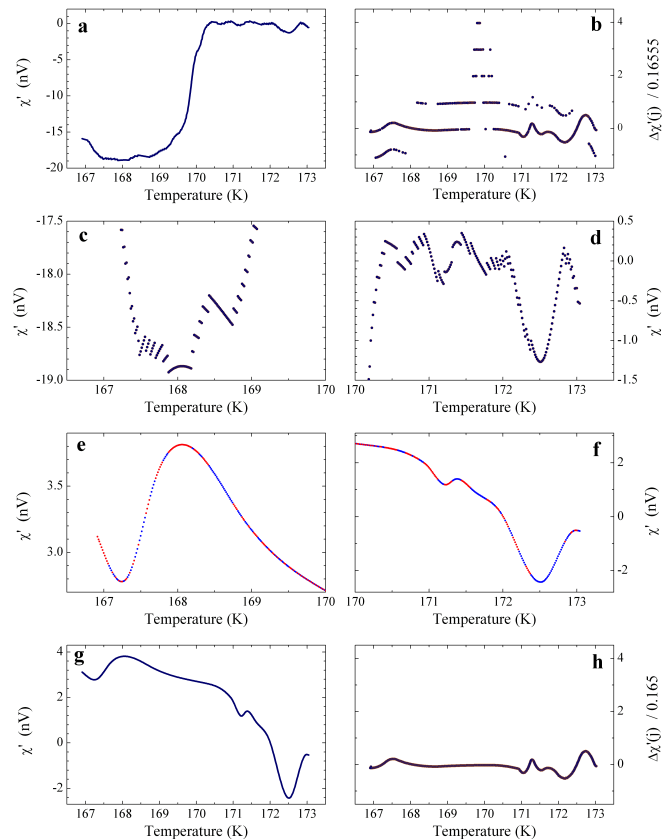 a
0
-5
-10
-15
-20
χ' (nV)
167 168 169 170 171 172 173
Temperature (K)
b
4
2
0
Δχ'(j) / 0.16555
167 168 169 170 171 172 173
Temperature (K)
c
-17.5
-18.0
-18.5
-19.0
χ' (nV)
167 168 169 170
Temperature (K)
d
0.5
0.0
-0.5
-1.0
-1.5
χ' (nV)
170 171 172 173
Temperature (K)
e
3.5
3.0
χ' (nV)
167 168 169 170
Temperature (K)
f
2
0
-2
χ' (nV)
170 171 172 173
Temperature (K)
g
4
2
0
-2
χ' (nV)
167 168 169 170 171 172 173
Temperature (K)
h
4
2
0
Δχ'(j) / 0.165
167 168 169 170 171 172 173
Temperature (K)